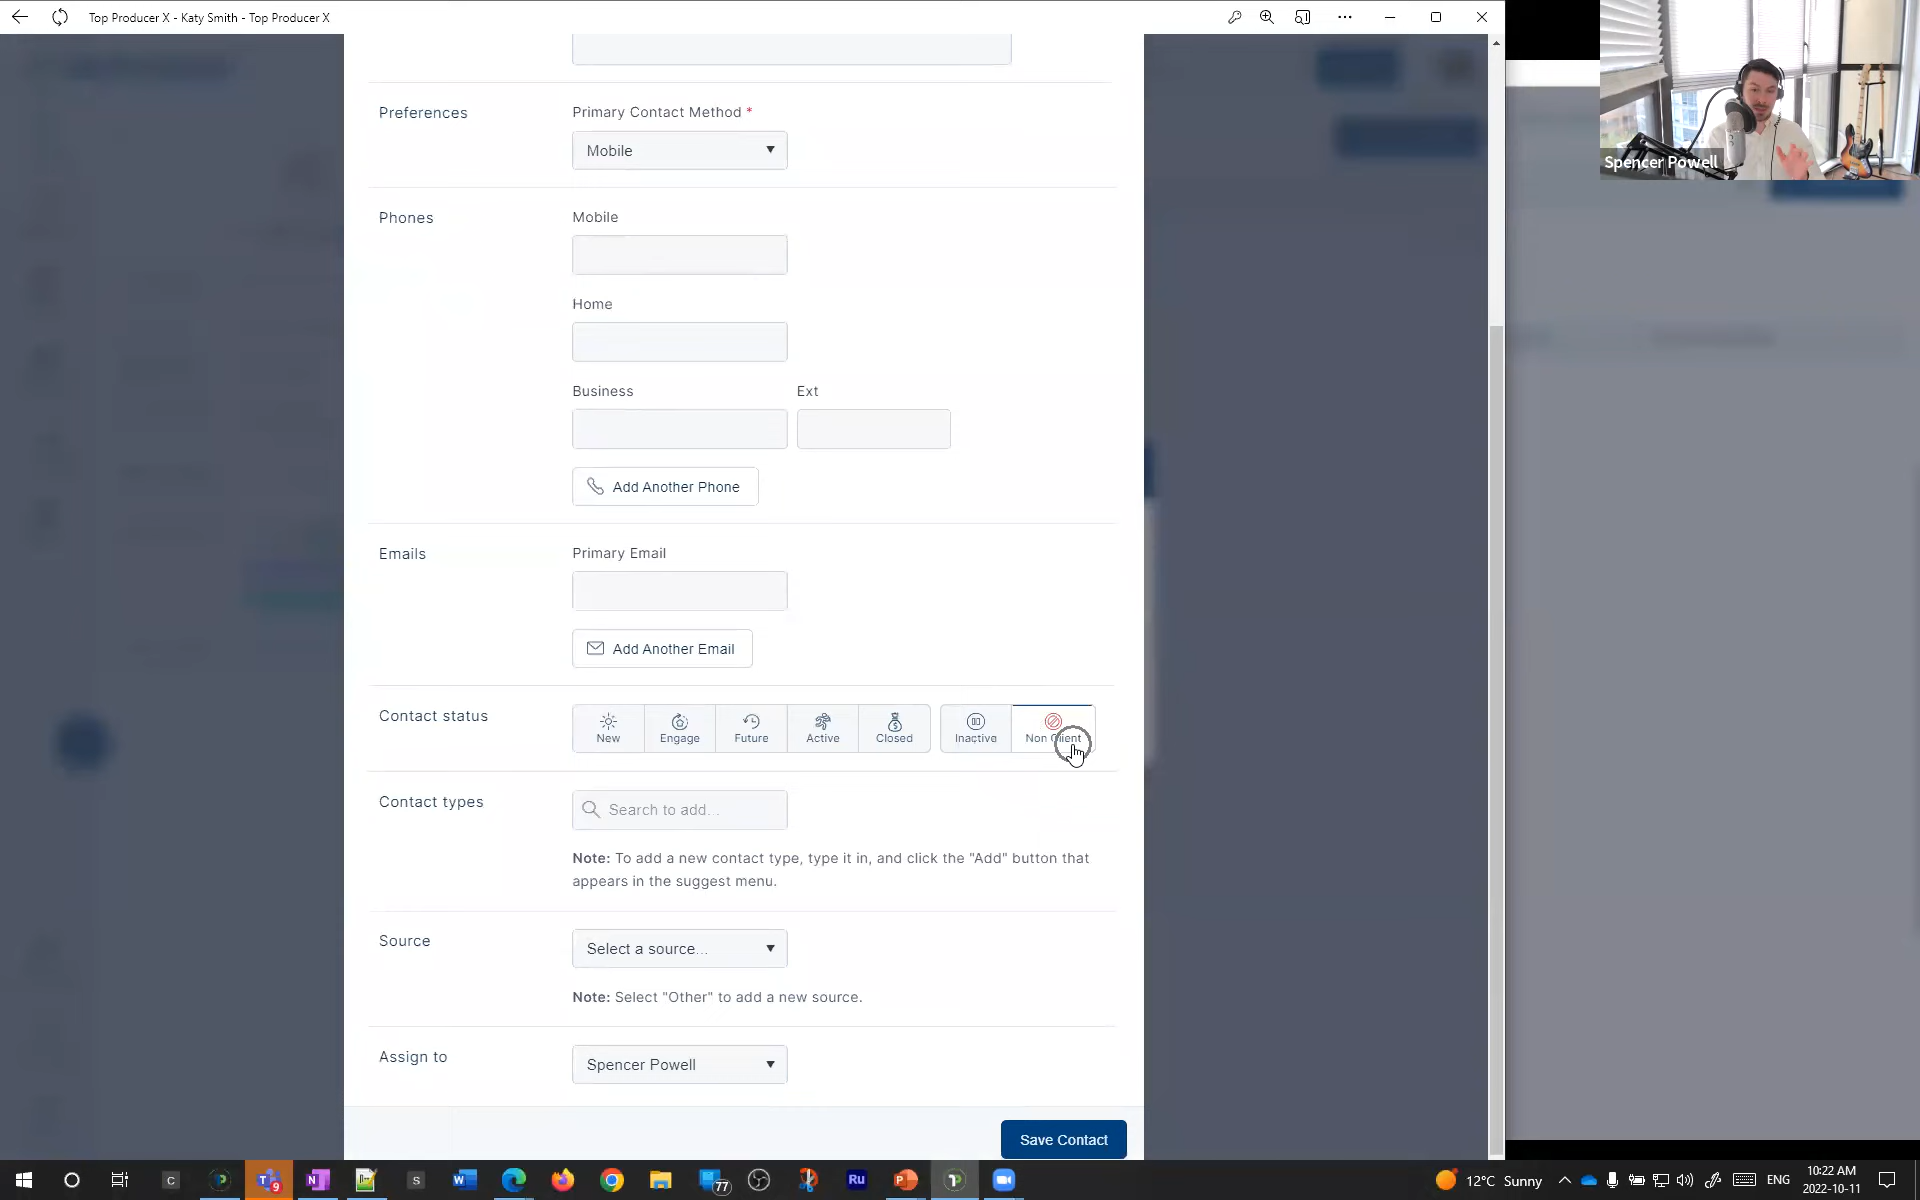 Top Producer X - Katy Smith - Top Producer X
Spencer Powell
Preferences
Primary Contact Method *
Mobile
Phones
Mobile
Home
Business
Ext
Add Another Phone
Emails
Primary Email
Add Another Email
Contact status
New
Engage
Future
Active
Closed
Inactive
Non Client
Contact types
Search to add...
Note: To add a new contact type, type it in, and click the "Add" button that
appears in the suggest menu.
Source
Select a source...
Note: Select "Other" to add a new source.
Assign to
Spencer Powell
Save Contact
C
9
N
S
W
77
Ru
P
12°C Sunny
ENG
10:22 AM
2022-10-11